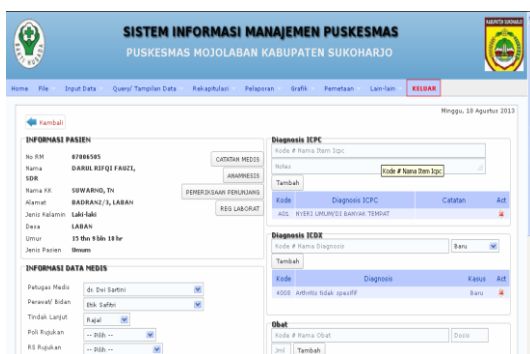 SISTEM INFORMASI MANAJEMEN PUSKESMAS
PUSKESMAS MOJOLABAN KABUPATEN SUKOHARJO
Home File Input Data Query/ Tampilan Data Rekapitulasi Pelaporan Grafik Pemetaan Lain-lain KELUAR
Minggu, 18 Agustus 2013
Kembali
INFORMASI PASIEN
No RM 07006505
Nama DARUL RIFQI FAUZI,
SDR
Nama KK SUWARNO, TN
Alamat BADRAN2/3, LABAN
Jenis Kelamin Laki-laki
Desa LABAN
Umur 15 thn 9 bln 18 hr
Jenis Pasien Umum
CATATAN MEDIS
ANAMNESIS
PEMERIKSAAN PENUNJANG
REG LABORAT
INFORMASI DATA MEDIS
Petugas Medis dr. Dwi Sartini
Perawat/ Bidan Itik Safitri
Tindak Lanjut Rajal
Poli Rujukan -- Pilih --
RS Rujukan -- Pilih --
Diagnosis ICPC
Kode # Nama Item Icpc
Notes
Kode # Nama Item Icpc
Tambah
Kode Diagnosis ICPC Catatan Act
A01 NYERI UMUM/DI BANYAK TEMPAT
Diagnosis ICDX
Kode # Nama Diagnosis Baru
Tambah
Kode Diagnosis Kasus Act
4008 Arthritis tidak spesifif Baru
Obat
Kode # Nama Obat Dosis
Jml Tambah